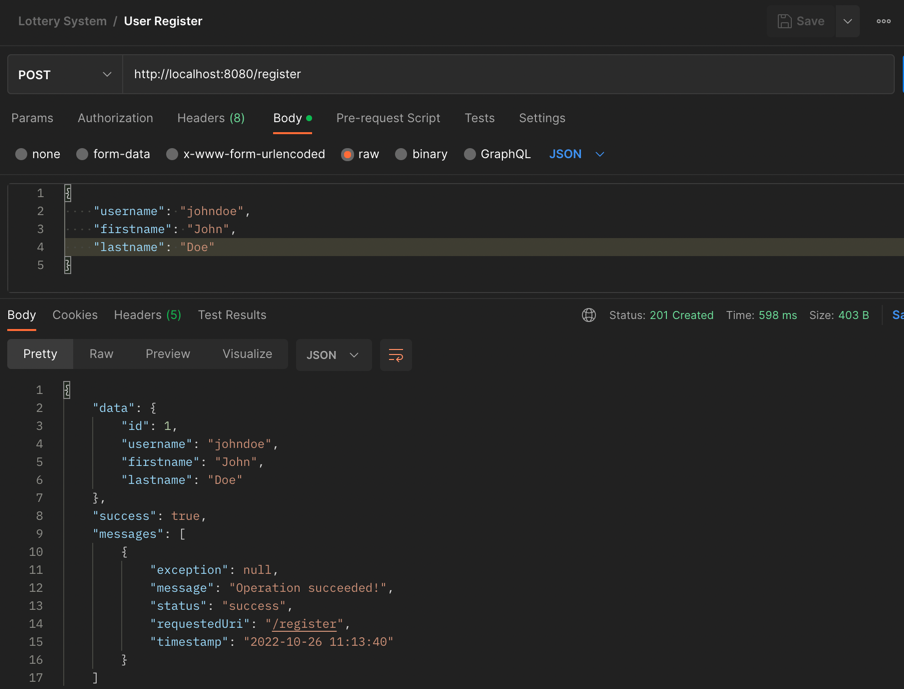 Lottery System / User Register
Save
POST http://localhost:8080/register
Params Authorization Headers (8) Body Pre-request Script Tests Settings
none form-data x-www-form-urlencoded raw binary GraphQL JSON
1 {
2 ····"username":·"johndoe",
3 ····"firstname":·"John",
4 ····"lastname":·"Doe"
5 }
Body Cookies Headers (5) Test Results Status: 201 Created Time: 598 ms Size: 403 B Sa
Pretty Raw Preview Visualize JSON
1 {
2 "data": {
3 "id": 1,
4 "username": "johndoe",
5 "firstname": "John",
6 "lastname": "Doe"
7 },
8 "success": true,
9 "messages": [
10 {
11 "exception": null,
12 "message": "Operation succeeded!",
13 "status": "success",
14 "requestedUri": "/register",
15 "timestamp": "2022-10-26 11:13:40"
16 }
17 ]